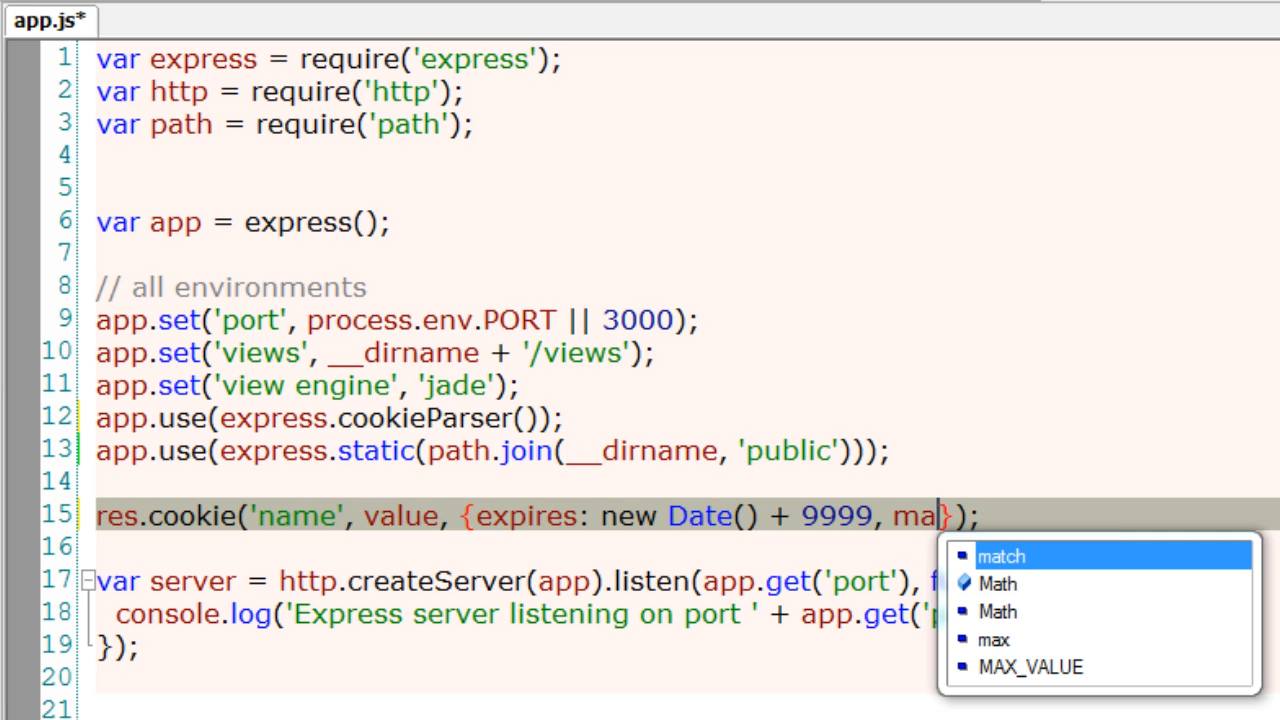 app.js*
1 var express = require('express');
2 var http = require('http');
3 var path = require('path');
4
5
6 var app = express();
7
8 // all environments
9 app.set('port', process.env.PORT || 3000);
10 app.set('views', __dirname + '/views');
11 app.set('view engine', 'jade');
12 app.use(express.cookieParser());
13 app.use(express.static(path.join(__dirname, 'public')));
14
15 res.cookie('name', value, {expires: new Date() + 9999, ma});
16
17 var server = http.createServer(app).listen(app.get('port'),
18 console.log('Express server listening on port ' + app.get('
19 });
20
21
match
Math
Math
max
MAX_VALUE